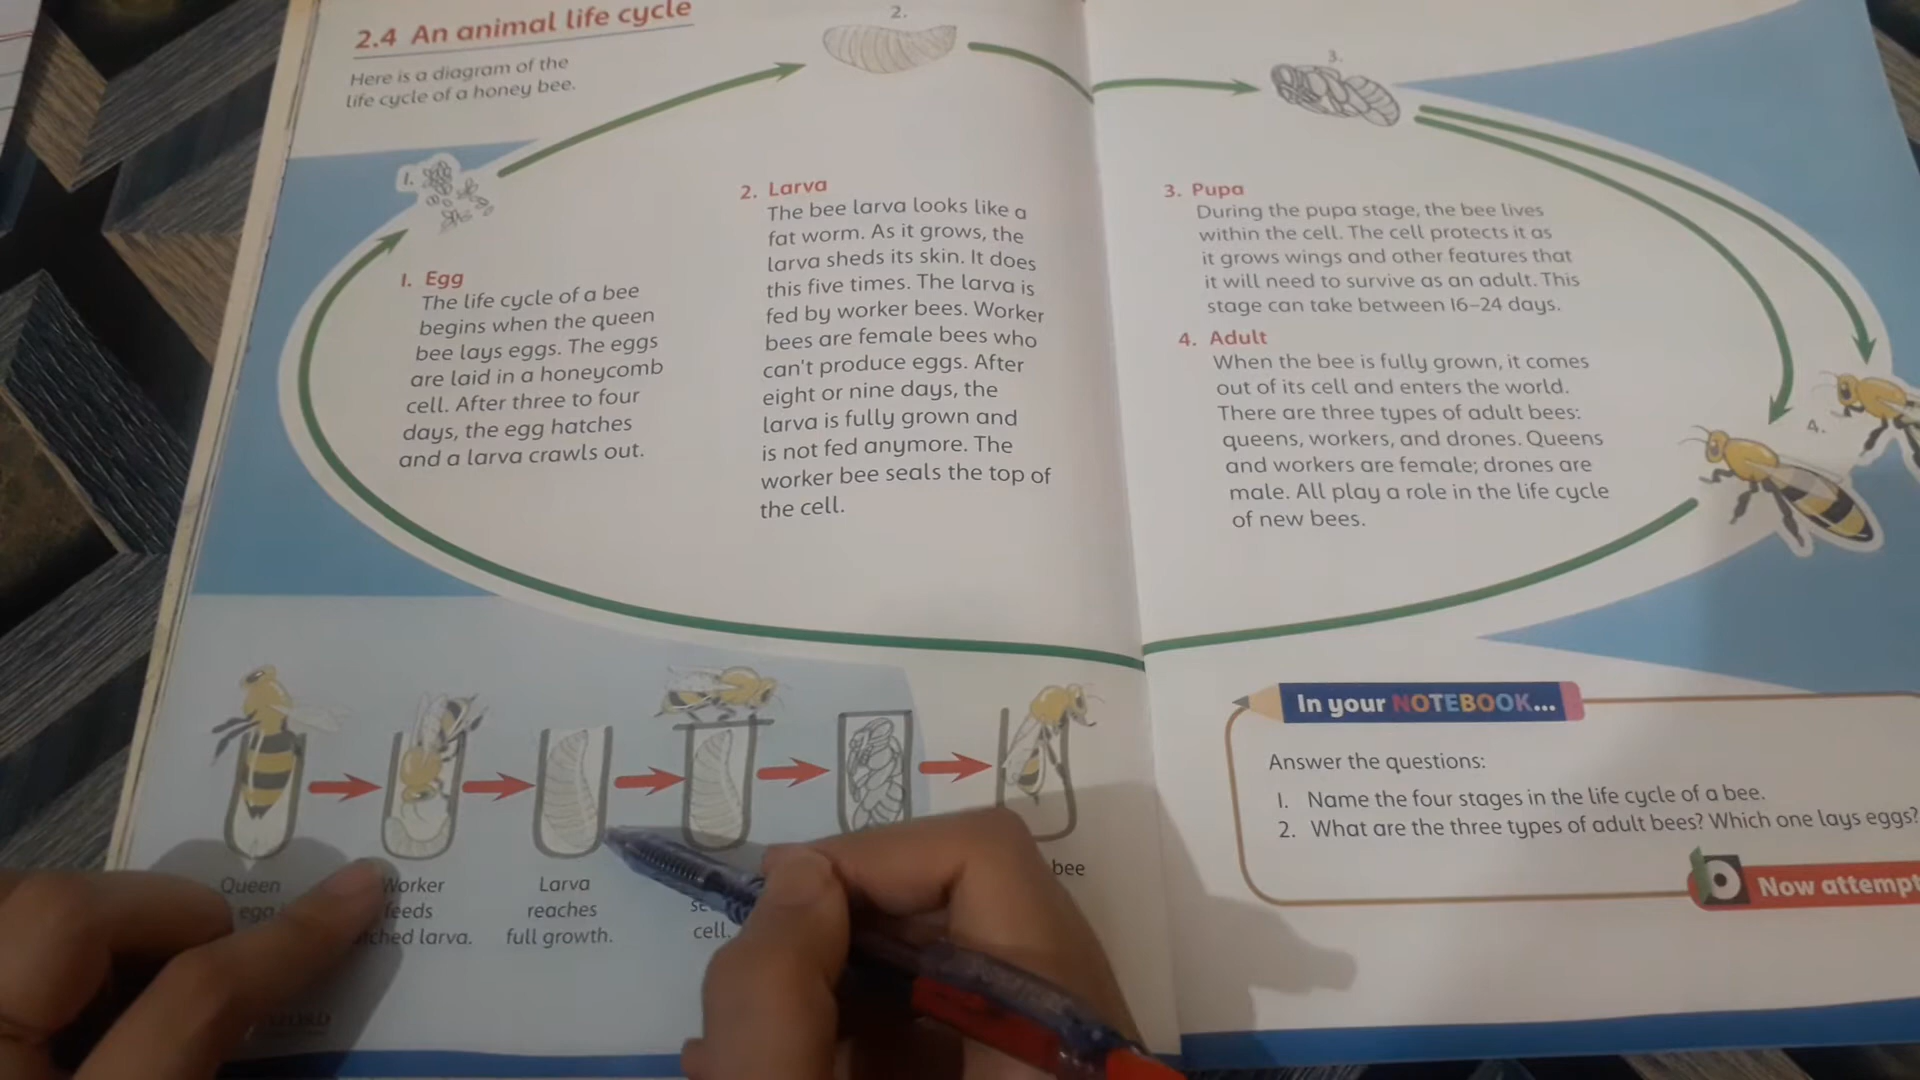 2.4 An animal life cycle
Here is a diagram of the
life cycle of a honey bee.
1.
2.
3.
4.
1. Egg
The life cycle of a bee
begins when the queen
bee lays eggs. The eggs
are laid in a honeycomb
cell. After three to four
days, the egg hatches
and a larva crawls out.
2. Larva
The bee larva looks like a
fat worm. As it grows, the
larva sheds its skin. It does
this five times. The larva is
fed by worker bees. Worker
bees are female bees who
can't produce eggs. After
eight or nine days, the
larva is fully grown and
is not fed anymore. The
worker bee seals the top of
the cell.
3. Pupa
During the pupa stage, the bee lives
within the cell. The cell protects it as
it grows wings and other features that
it will need to survive as an adult. This
stage can take between 16–24 days.
4. Adult
When the bee is fully grown, it comes
out of its cell and enters the world.
There are three types of adult bees:
queens, workers, and drones. Queens
and workers are female; drones are
male. All play a role in the life cycle
of new bees.
Queen
Worker
feeds
larva.
Larva
reaches
full growth.
cell.
bee
In your NOTEBOOK...
Answer the questions:
1. Name the four stages in the life cycle of a bee.
2. What are the three types of adult bees? Which one lays eggs?
Now attempt